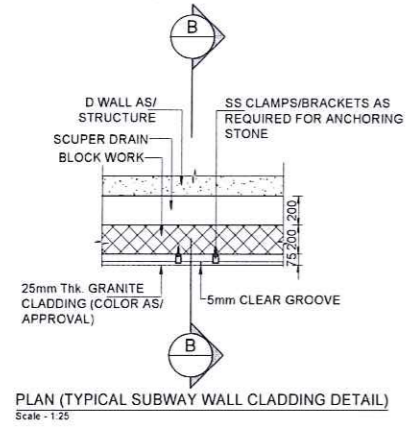 B
D WALL AS/
STRUCTURE
SS CLAMPS/BRACKETS AS
REQUIRED FOR ANCHORING
STONE
SCUPER DRAIN
BLOCK WORK
200
200
75
25mm Thk. GRANITE
CLADDING (COLOR AS/
APPROVAL)
5mm CLEAR GROOVE
B
PLAN (TYPICAL SUBWAY WALL CLADDING DETAIL)
Scale - 1:25